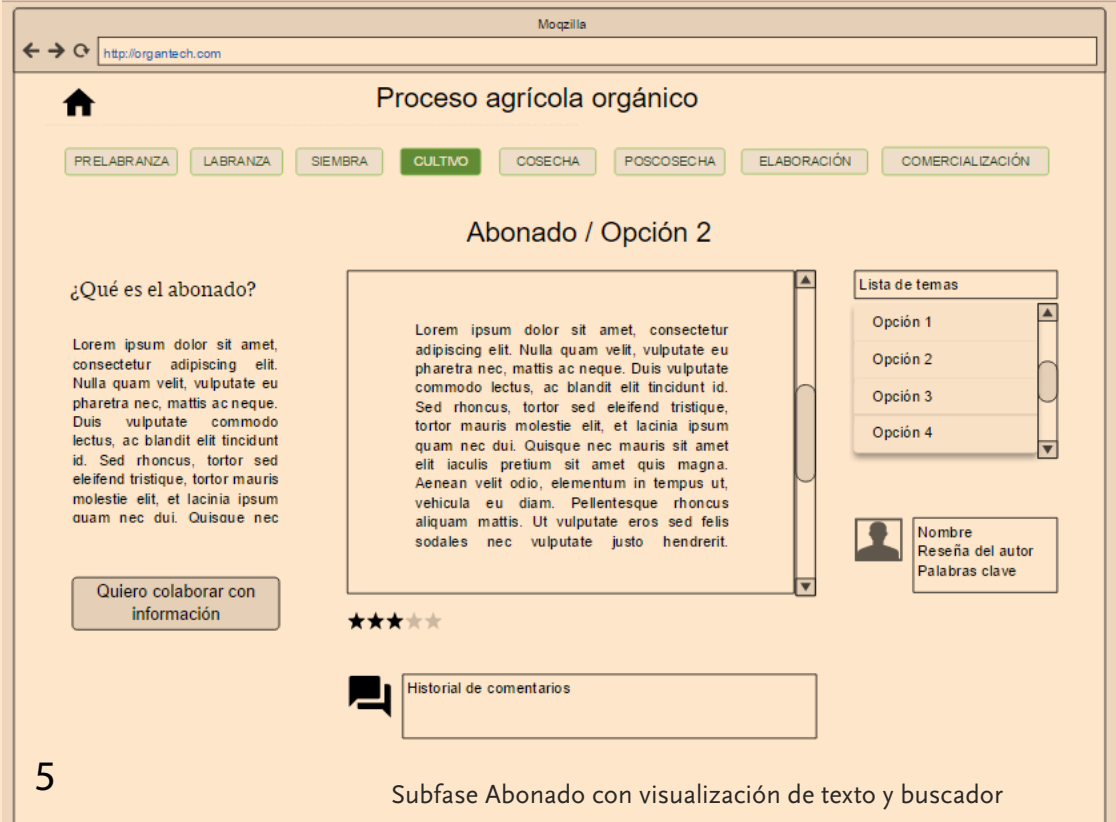 Moqzilla
http://organtech.com
Proceso agrícola orgánico
PRELABRANZA
LABRANZA
SIEMBRA
CULTIVO
COSECHA
POSCOSECHA
ELABORACIÓN
COMERCIALIZACIÓN
Abonado / Opción 2
¿Qué es el abonado?
Lorem ipsum dolor sit amet,
consectetur adipiscing elit.
Nulla quam velit, vulputate eu
pharetra nec, mattis ac neque.
Duis vulputate commodo
lectus, ac blandit elit tincidunt
id. Sed rhoncus, tortor sed
eleifend tristique, tortor mauris
molestie elit, et lacinia ipsum
quam nec dui. Quisque nec
Quiero colaborar con
información
Lorem ipsum dolor sit amet, consectetur
adipiscing elit. Nulla quam velit, vulputate eu
pharetra nec, mattis ac neque. Duis vulputate
commodo lectus, ac blandit elit tincidunt id.
Sed rhoncus, tortor sed eleifend tristique,
tortor mauris molestie elit, et lacinia ipsum
quam nec dui. Quisque nec mauris sit amet
elit iaculis pretium sit amet quis magna.
Aenean velit odio, elementum in tempus ut,
vehicula eu diam. Pellentesque rhoncus
aliquam mattis. Ut vulputate eros sed felis
sodales nec vulputate justo hendrerit.
Lista de temas
Opción 1
Opción 2
Opción 3
Opción 4
Nombre
Reseña del autor
Palabras clave
Historial de comentarios
5
Subfase Abonado con visualización de texto y buscador